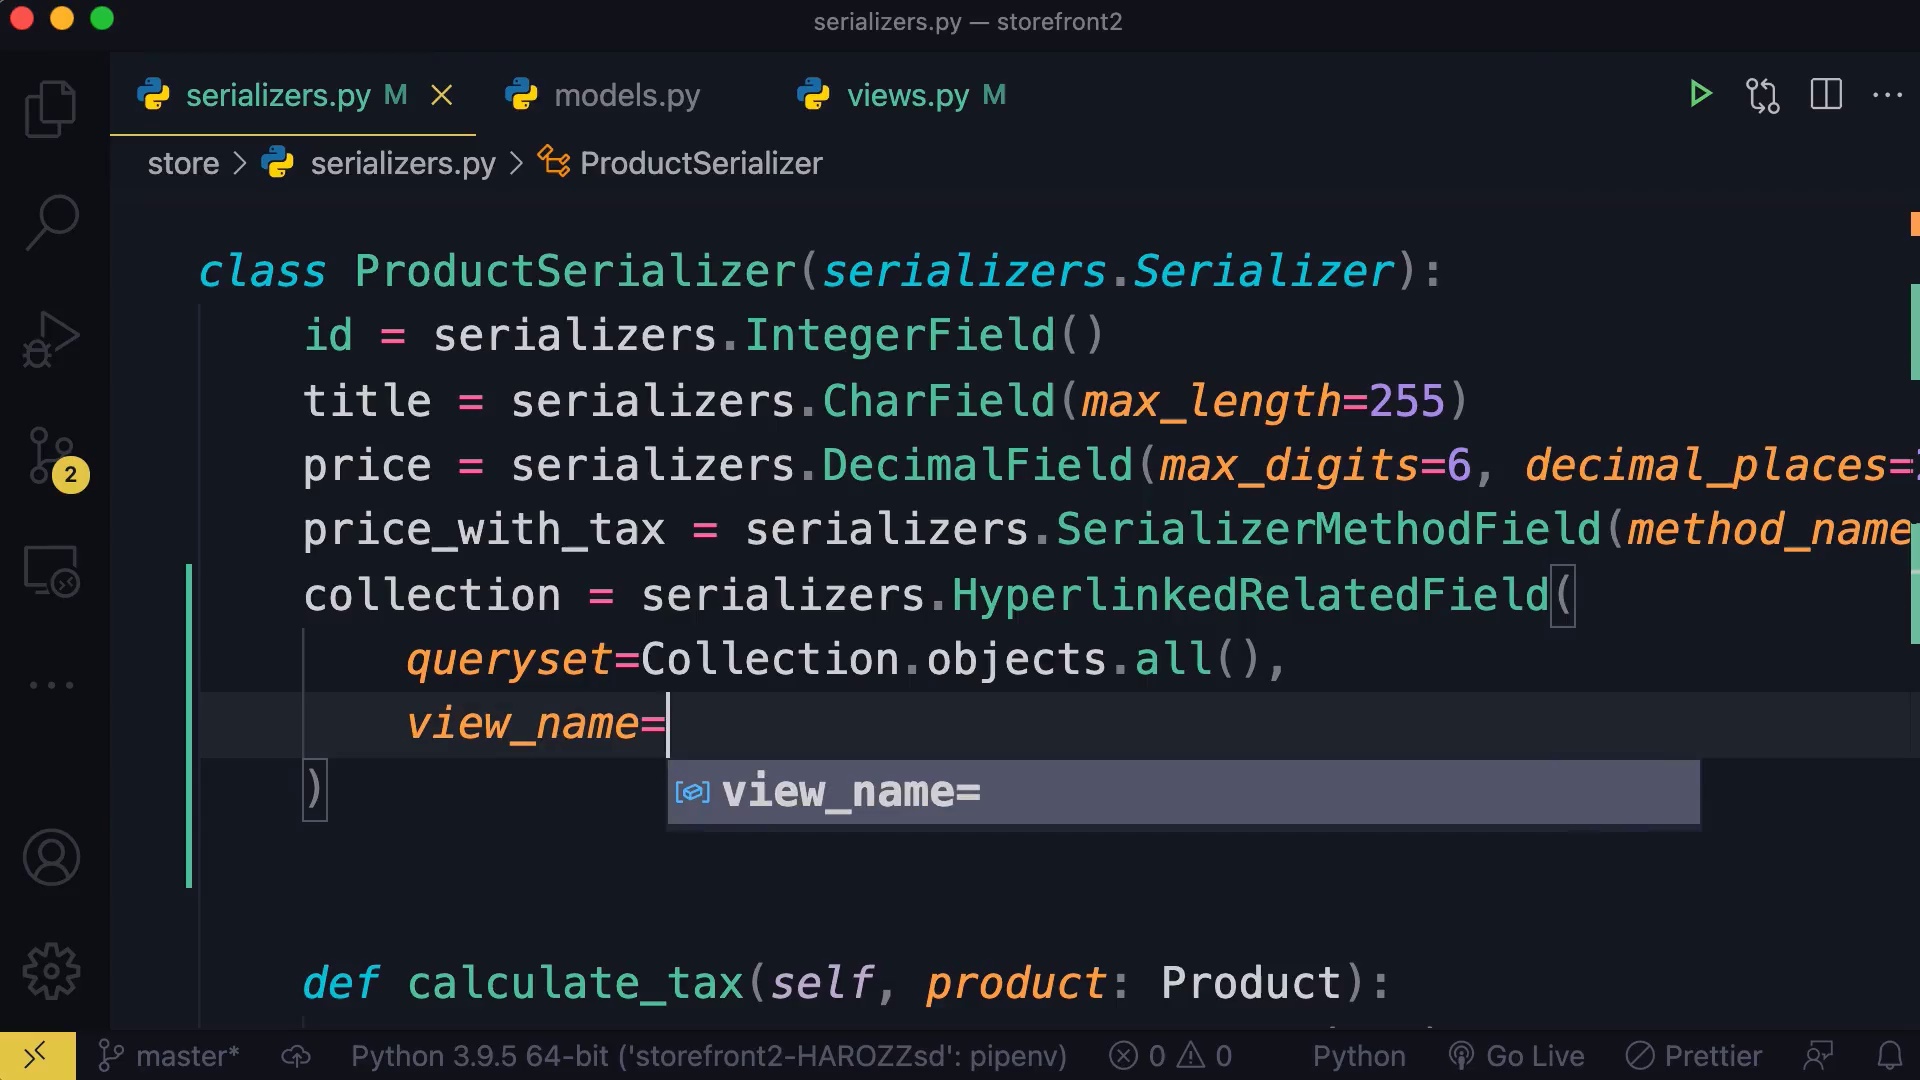 serializers.py — storefront2
serializers.py M models.py views.py M
store > serializers.py > ProductSerializer
class ProductSerializer(serializers.Serializer):
id = serializers.IntegerField()
title = serializers.CharField(max_length=255)
price = serializers.DecimalField(max_digits=6, decimal_places=
price_with_tax = serializers.SerializerMethodField(method_name
collection = serializers.HyperlinkedRelatedField(
queryset=Collection.objects.all(),
view_name=
)
view_name=
2
def calculate_tax(self, product: Product):
master* Python 3.9.5 64-bit ('storefront2-HAROZZsd': pipenv) 0 0 Python Go Live Prettier